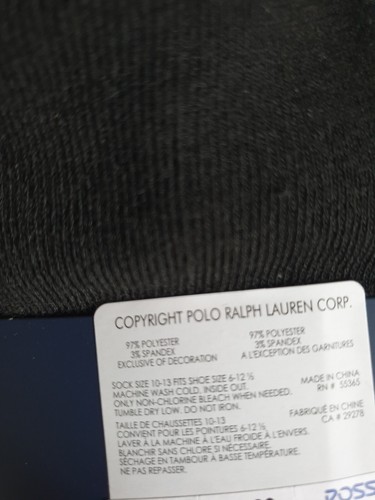 COPYRIGHT POLO RALPH LAUREN CORP.
97% POLYESTER
3% SPANDEX
EXCLUSIVE OF DECORATION
97% POLYESTER
3% SPANDEX
A L'EXCEPTION DES GARNITURES
SOCK SIZE 10-13 FITS SHOE SIZE 6-12 ½
MACHINE WASH COLD. INSIDE OUT.
ONLY NON-CHLORINE BLEACH WHEN NEEDED.
TUMBLE DRY LOW. DO NOT IRON.
MADE IN CHINA
RN # 55365
TAILLE DE CHAUSSETTES 10-13
CONVIENT POUR LES POINTURES 6-12 ½
LAVER À LA MACHINE À L'EAU FROIDE À L'ENVERS.
BLANCHIR SANS CHLORE SI NÉCESSAIRE.
SÉCHAGE EN TAMBOUR A BASSE TEMPÉRATURE.
NE PAS REPASSER.
FABRIQUÉ EN CHINE
CA # 29278
ROSS